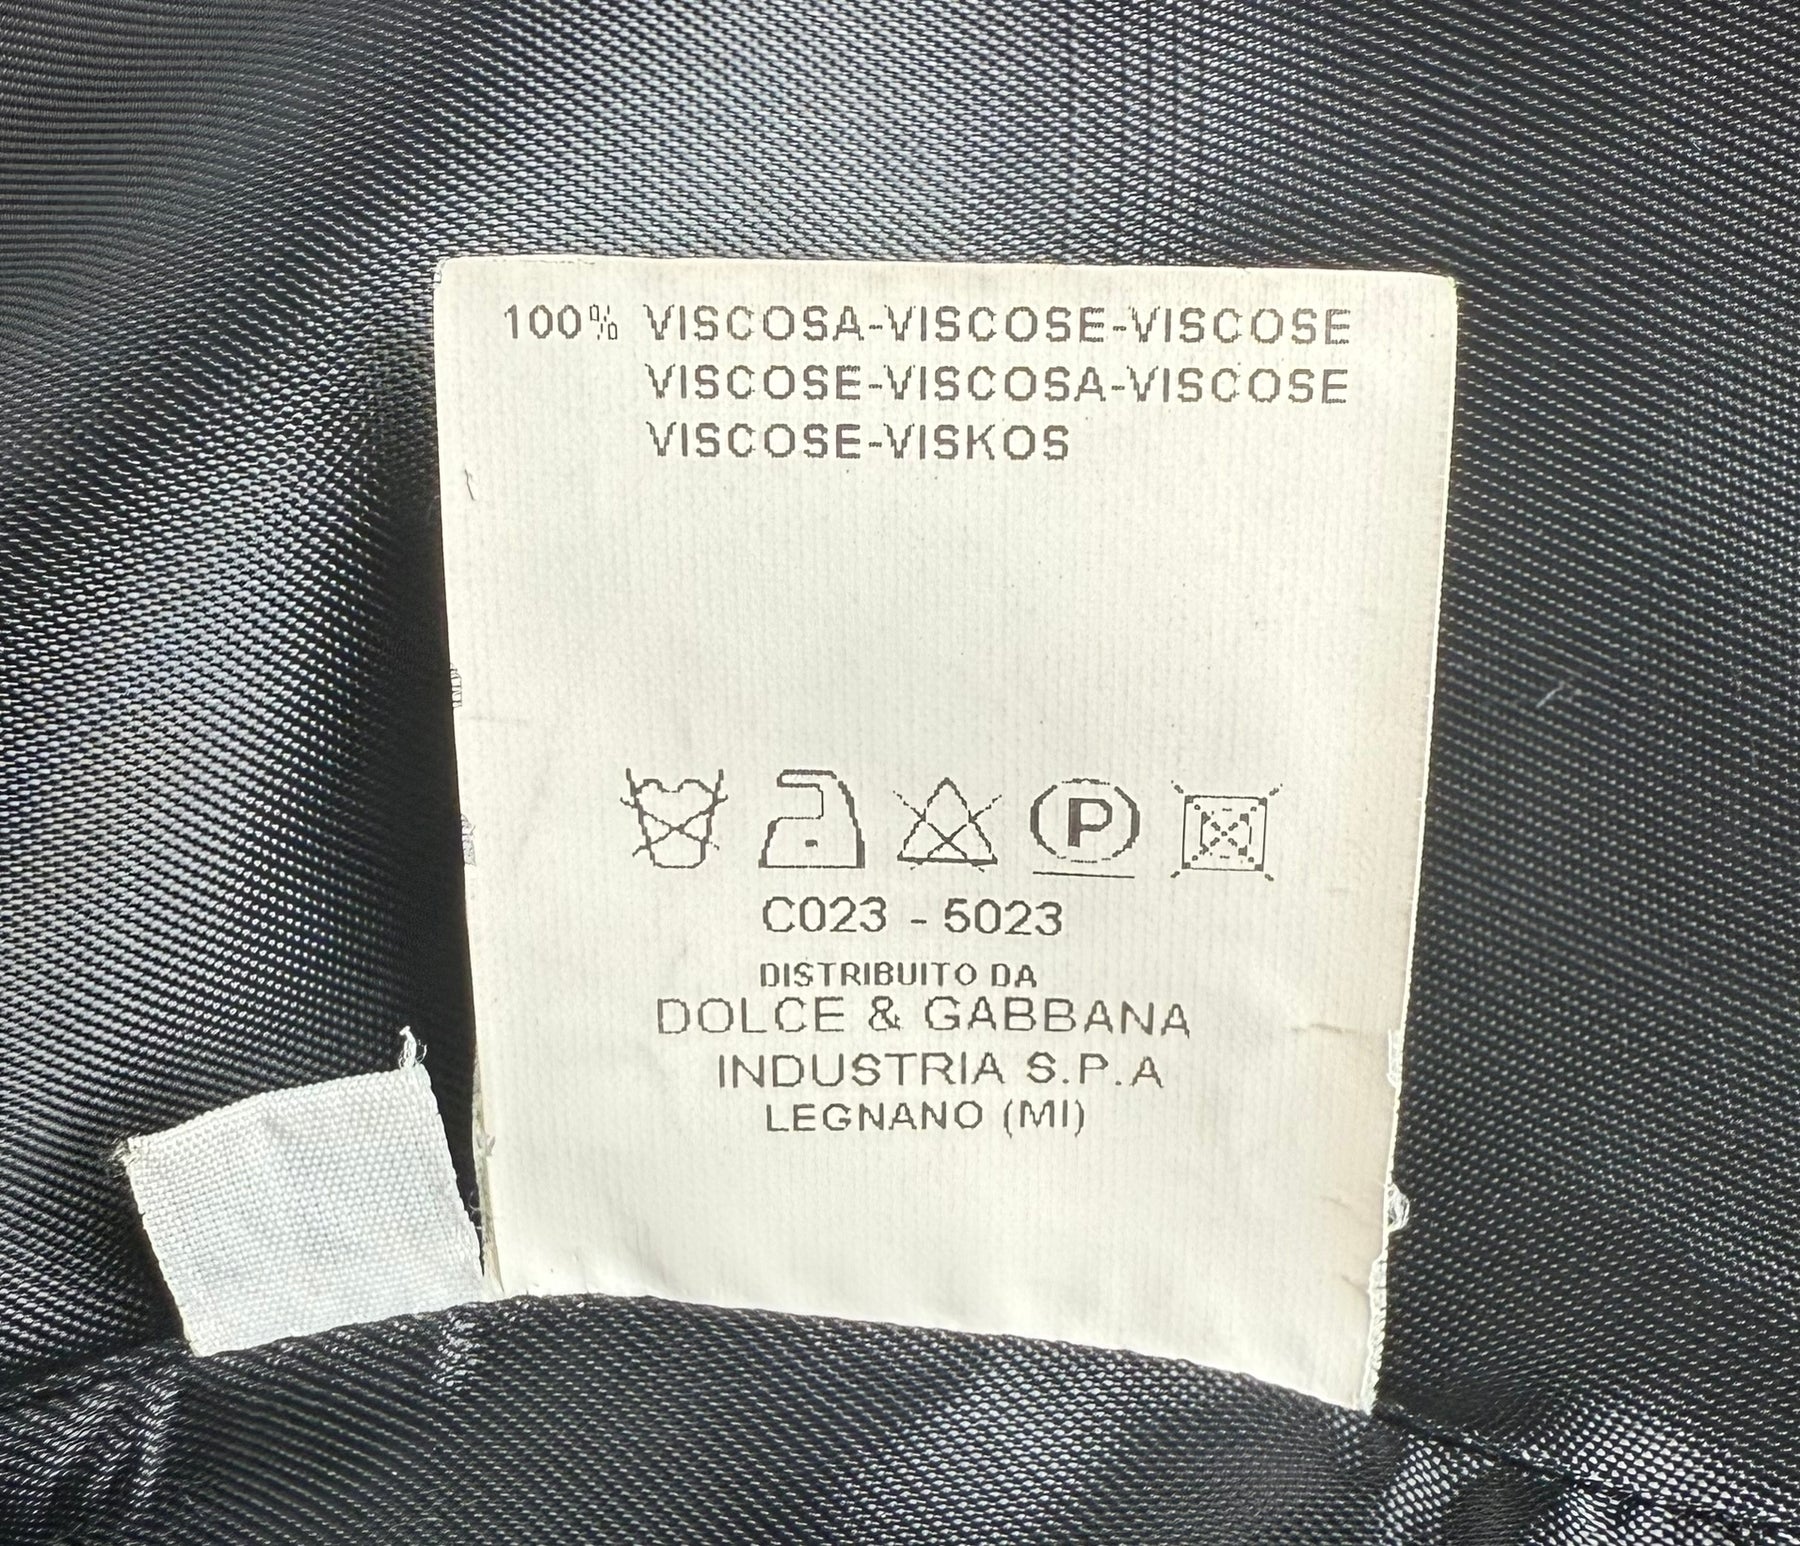 100% VISCOSA-VISCOSE-VISCOSE
VISCOSE-VISCOSA-VISCOSE
VISCOSE-VISKOS
P
C023 - 5023
DISTRIBUITO DA
DOLCE & GABBANA
INDUSTRIA S.P.A
LEGNANO (MI)